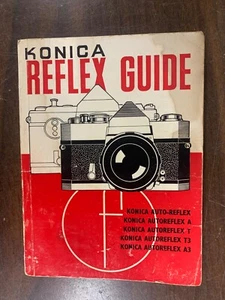 KONICA
REFLEX GUIDE
KONICA AUTO-REFLEX
KONICA AUTOREFLEX A
KONICA AUTOREFLEX T
KONICA AUTOREFLEX T3
KONICA AUTOREFLEX A3